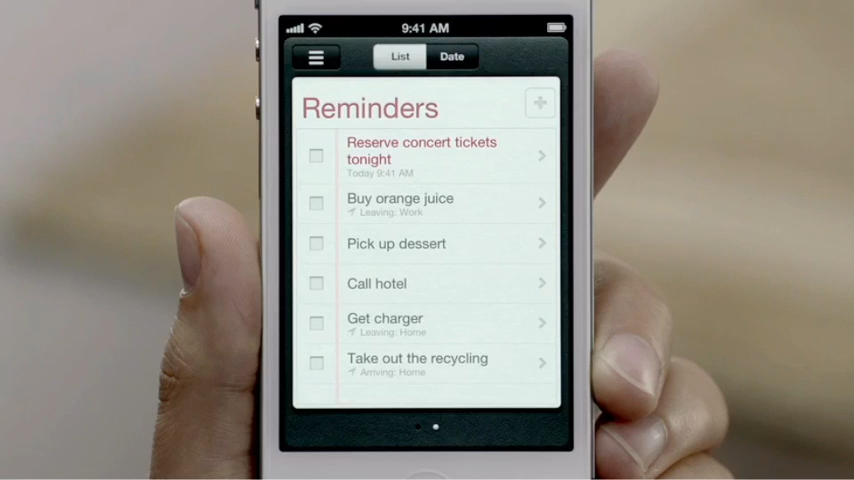 9:41 AM
List Date
Reminders
Reserve concert tickets
tonight
Today 9:41 AM
Buy orange juice
Leaving: Work
Pick up dessert
Call hotel
Get charger
Leaving: Home
Take out the recycling
Arriving: Home